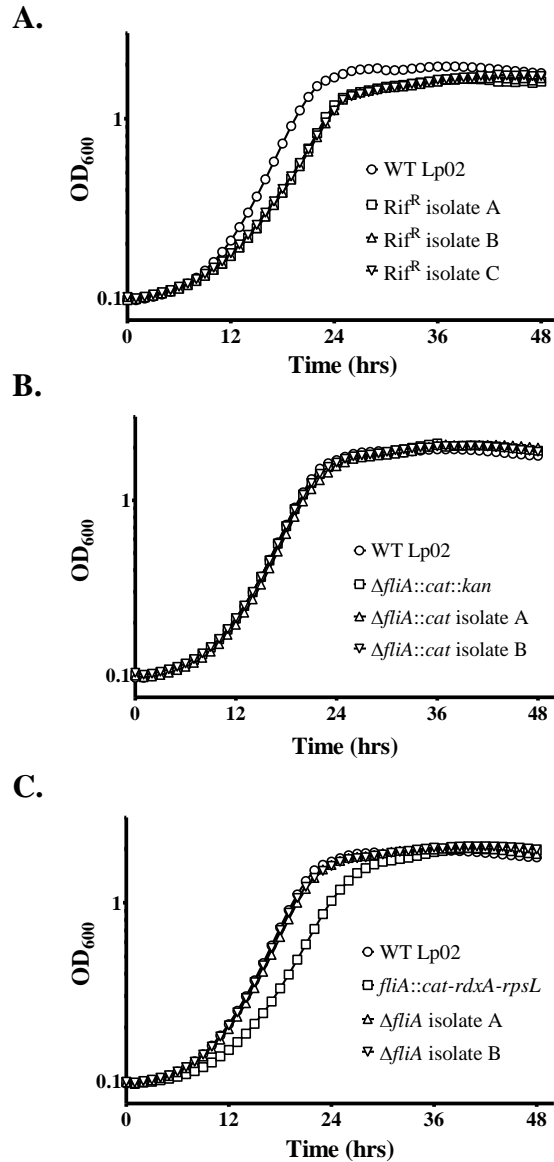 A.
OD600
1
0.1
WT Lp02
Rif^R isolate A
Rif^R isolate B
Rif^R isolate C
0 12 24 36 48
Time (hrs)
B.
OD600
1
0.1
WT Lp02
ΔfliA::cat::kan
ΔfliA::cat isolate A
ΔfliA::cat isolate B
0 12 24 36 48
Time (hrs)
C.
OD600
1
0.1
WT Lp02
fliA::cat-rdxA-rpsL
ΔfliA isolate A
ΔfliA isolate B
0 12 24 36 48
Time (hrs)